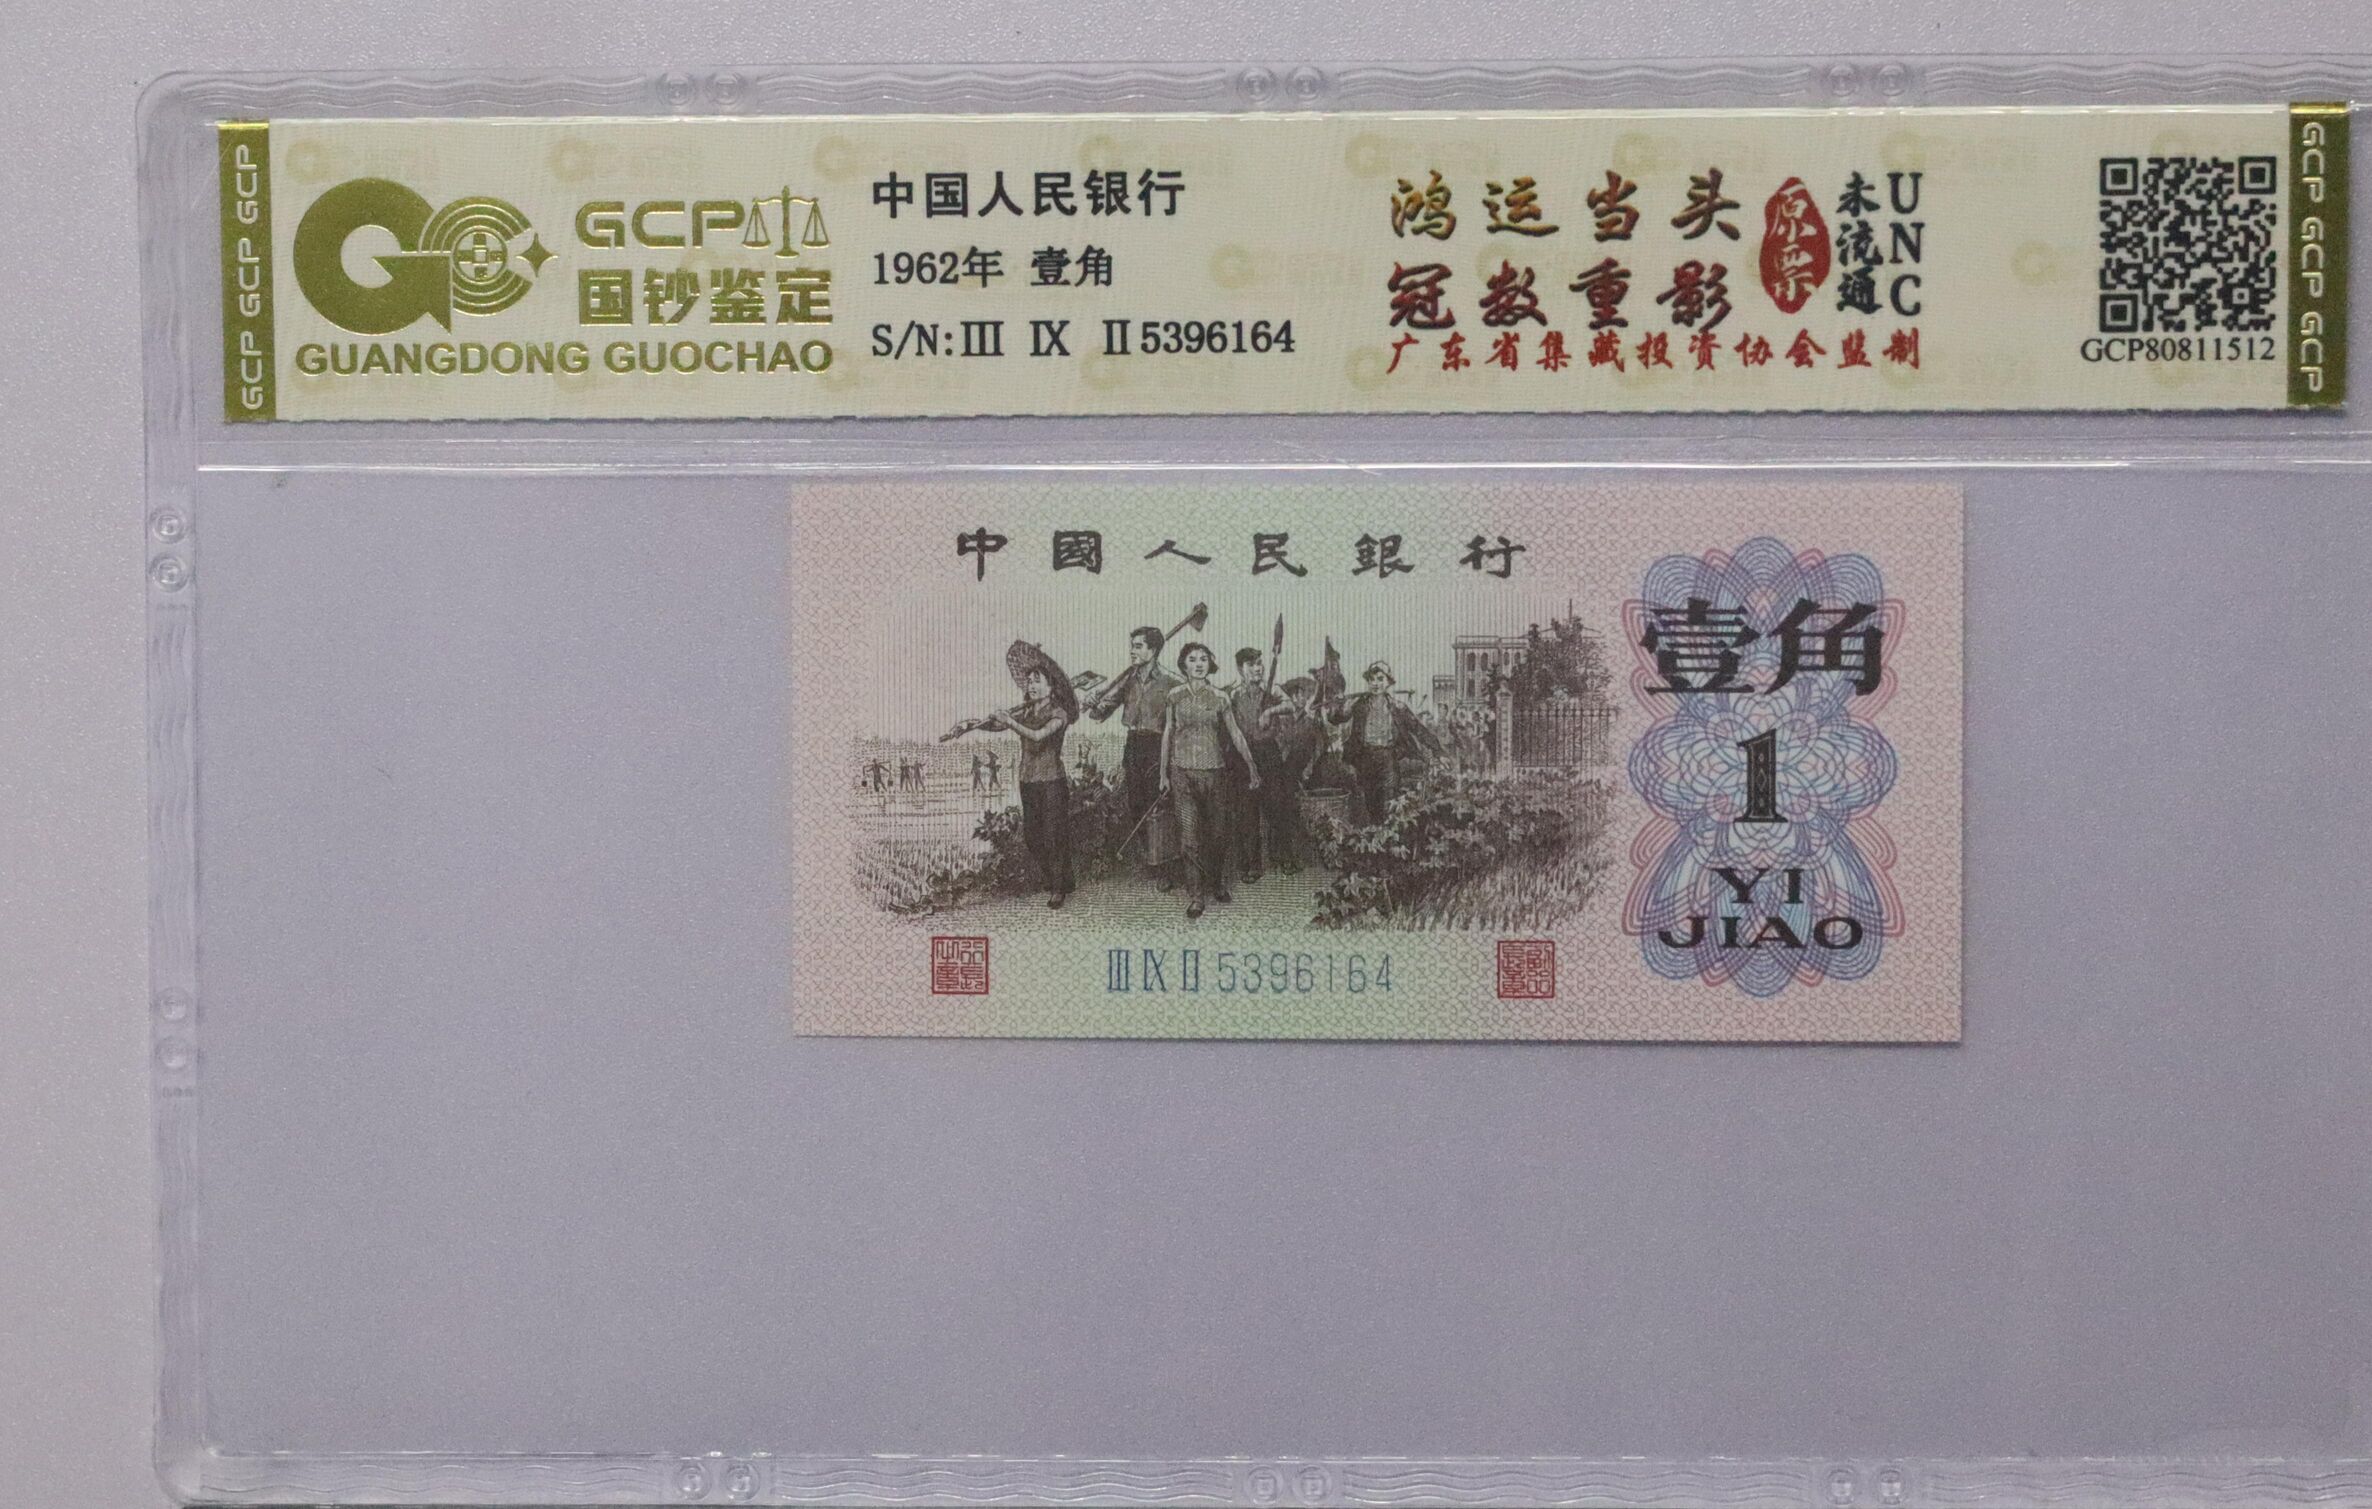 GCP GCP GCP
GCP
国钞鉴定
GUANGDONG GUOCHAO
中国人民银行
1962年 壹角
S/N:III IX II 5396164
鸿运当头
冠数重影
原票
未流通
UNC
广东省集藏投资协会监制
GCP80811512
GCP GCP GCP
中國人民銀行
壹角
1
YI
JIAO
III IX II 5396164